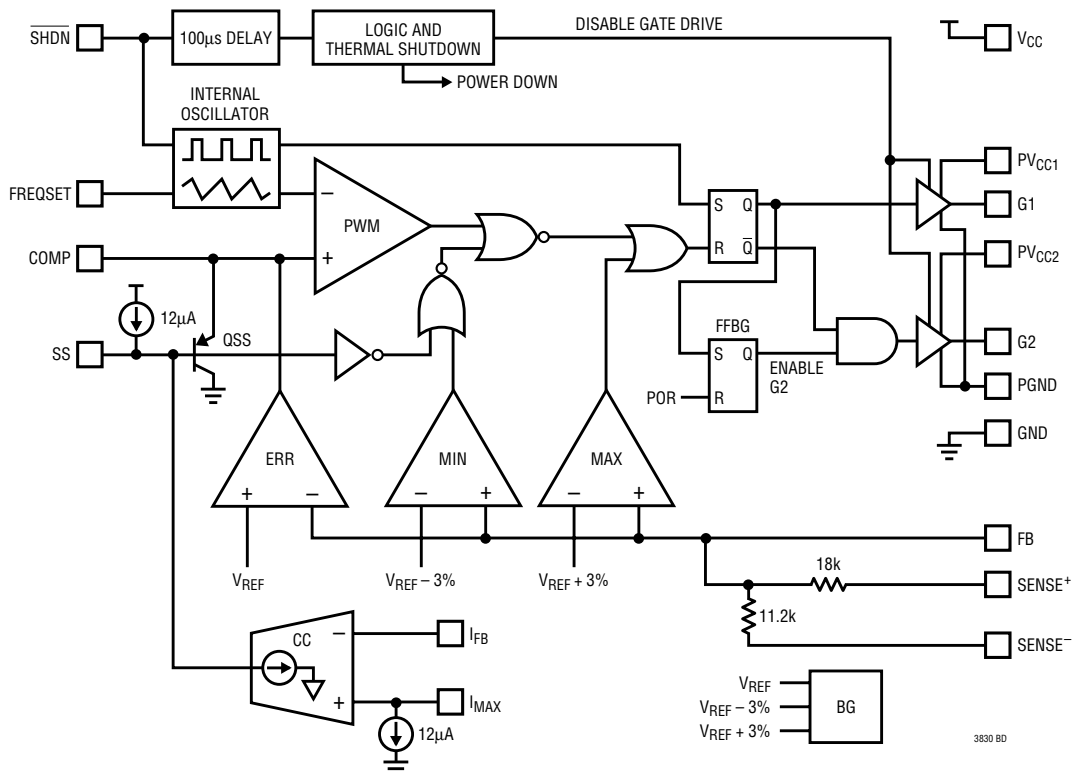 SHDN
100µs DELAY
LOGIC AND
THERMAL SHUTDOWN
DISABLE GATE DRIVE
VCC
POWER DOWN
INTERNAL
OSCILLATOR
PVCC1
FREQSET
–
PWM
S Q
G1
COMP
+
R Q
PVCC2
12µA
QSS
SS
FFBG
S Q
G2
ENABLE
G2
POR
R
PGND
GND
ERR
MIN
MAX
+ –
– +
– +
FB
VREF
VREF – 3%
VREF + 3%
18k
SENSE+
11.2k
SENSE–
CC
–
IFB
+
IMAX
12µA
VREF
VREF – 3%
VREF + 3%
BG
3830 BD